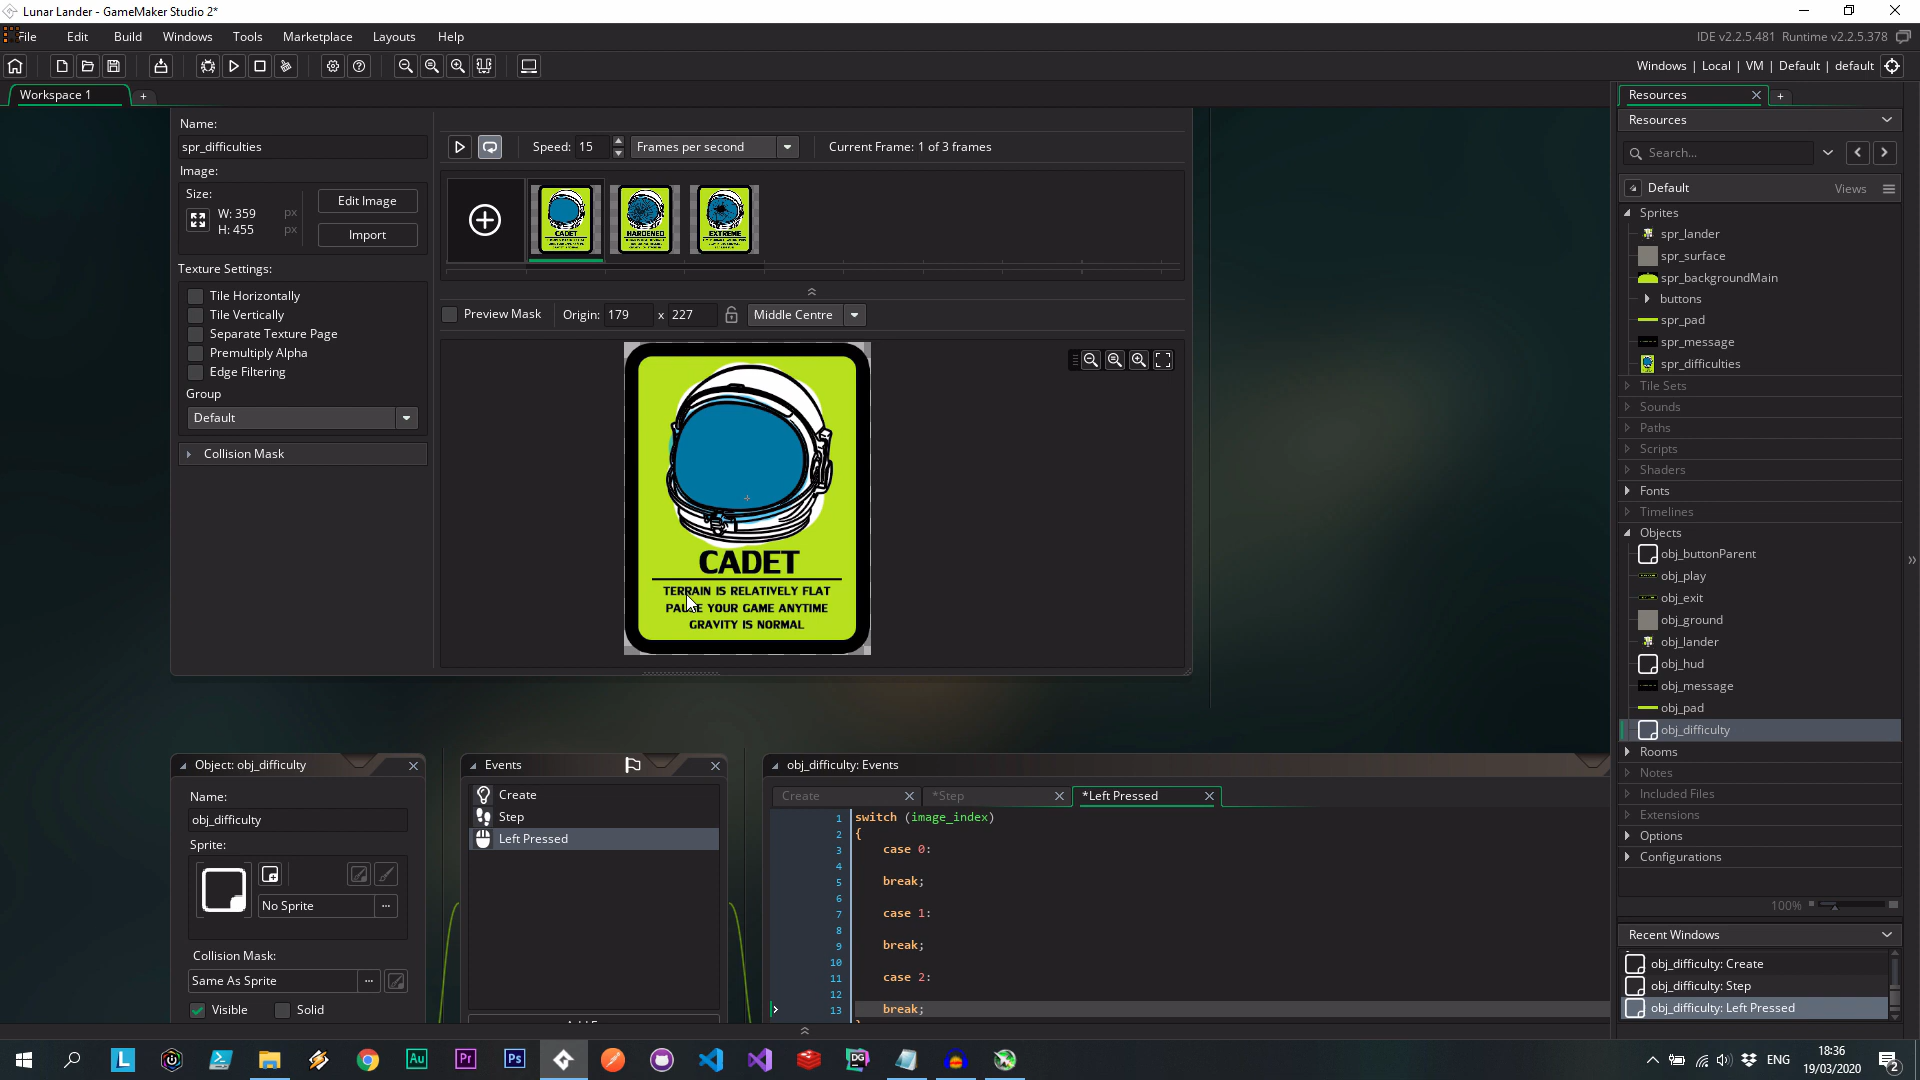 Lunar Lander - GameMaker Studio 2*
File Edit Build Windows Tools Marketplace Layouts Help
IDE v2.2.5.481 Runtime v2.2.5.378
Windows | Local | VM | Default | default
Workspace 1
Name:
spr_difficulties
Image:
Size:
W: 359 px
H: 455 px
Edit Image
Import
Texture Settings:
Tile Horizontally
Tile Vertically
Separate Texture Page
Premultiply Alpha
Edge Filtering
Group
Default
Collision Mask
Speed: 15 Frames per second Current Frame: 1 of 3 frames
CADET HARDENED EXTREME
Preview Mask Origin: 179 x 227 Middle Centre
CADET
TERRAIN IS RELATIVELY FLAT
PAUSE YOUR GAME ANYTIME
GRAVITY IS NORMAL
Object: obj_difficulty
Name:
obj_difficulty
Sprite:
No Sprite
Collision Mask:
Same As Sprite
Visible Solid
Events
Create
Step
Left Pressed
obj_difficulty: Events
Create *Step *Left Pressed
1 switch (image_index)
2 {
3 case 0:
4
5 break;
6
7 case 1:
8
9 break;
10
11 case 2:
12
13 break;
Resources
Resources
Search...
Default Views
Sprites
spr_lander
spr_surface
spr_backgroundMain
buttons
spr_pad
spr_message
spr_difficulties
Tile Sets
Sounds
Paths
Scripts
Shaders
Fonts
Timelines
Objects
obj_buttonParent
obj_play
obj_exit
obj_ground
obj_lander
obj_hud
obj_message
obj_pad
obj_difficulty
Rooms
Notes
Included Files
Extensions
Options
Configurations
100%
Recent Windows
obj_difficulty: Create
obj_difficulty: Step
obj_difficulty: Left Pressed
L Au Pr Ps DG
ENG
18:36
19/03/2020
2